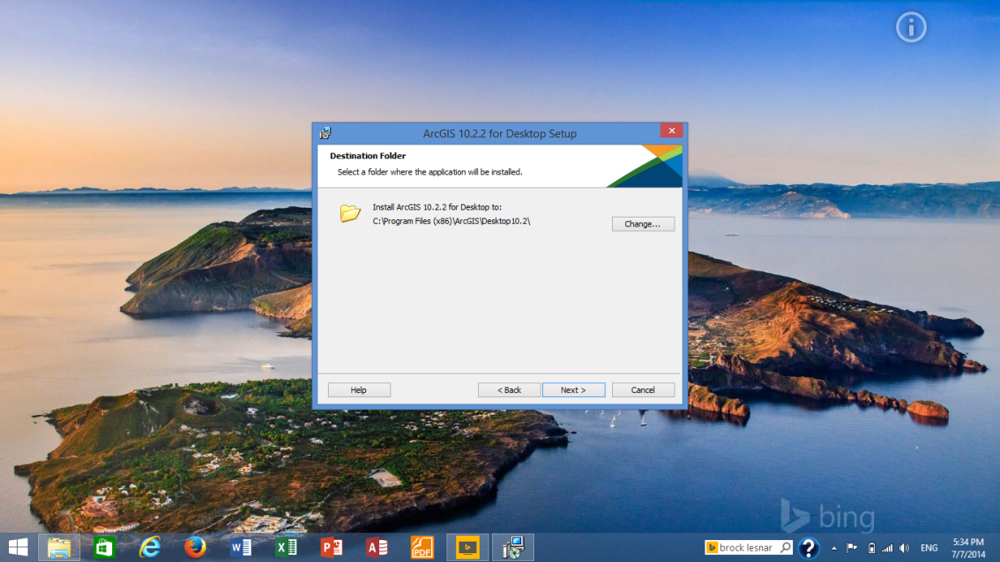 ArcGIS 10.2.2 for Desktop Setup
Destination Folder
Select a folder where the application will be installed.
Install ArcGIS 10.2.2 for Desktop to:
C:\Program Files (x86)\ArcGIS\Desktop10.2\
Change...
Help
< Back
Next >
Cancel
bing
brock lesnar
ENG
5:34 PM
7/7/2014
PDF